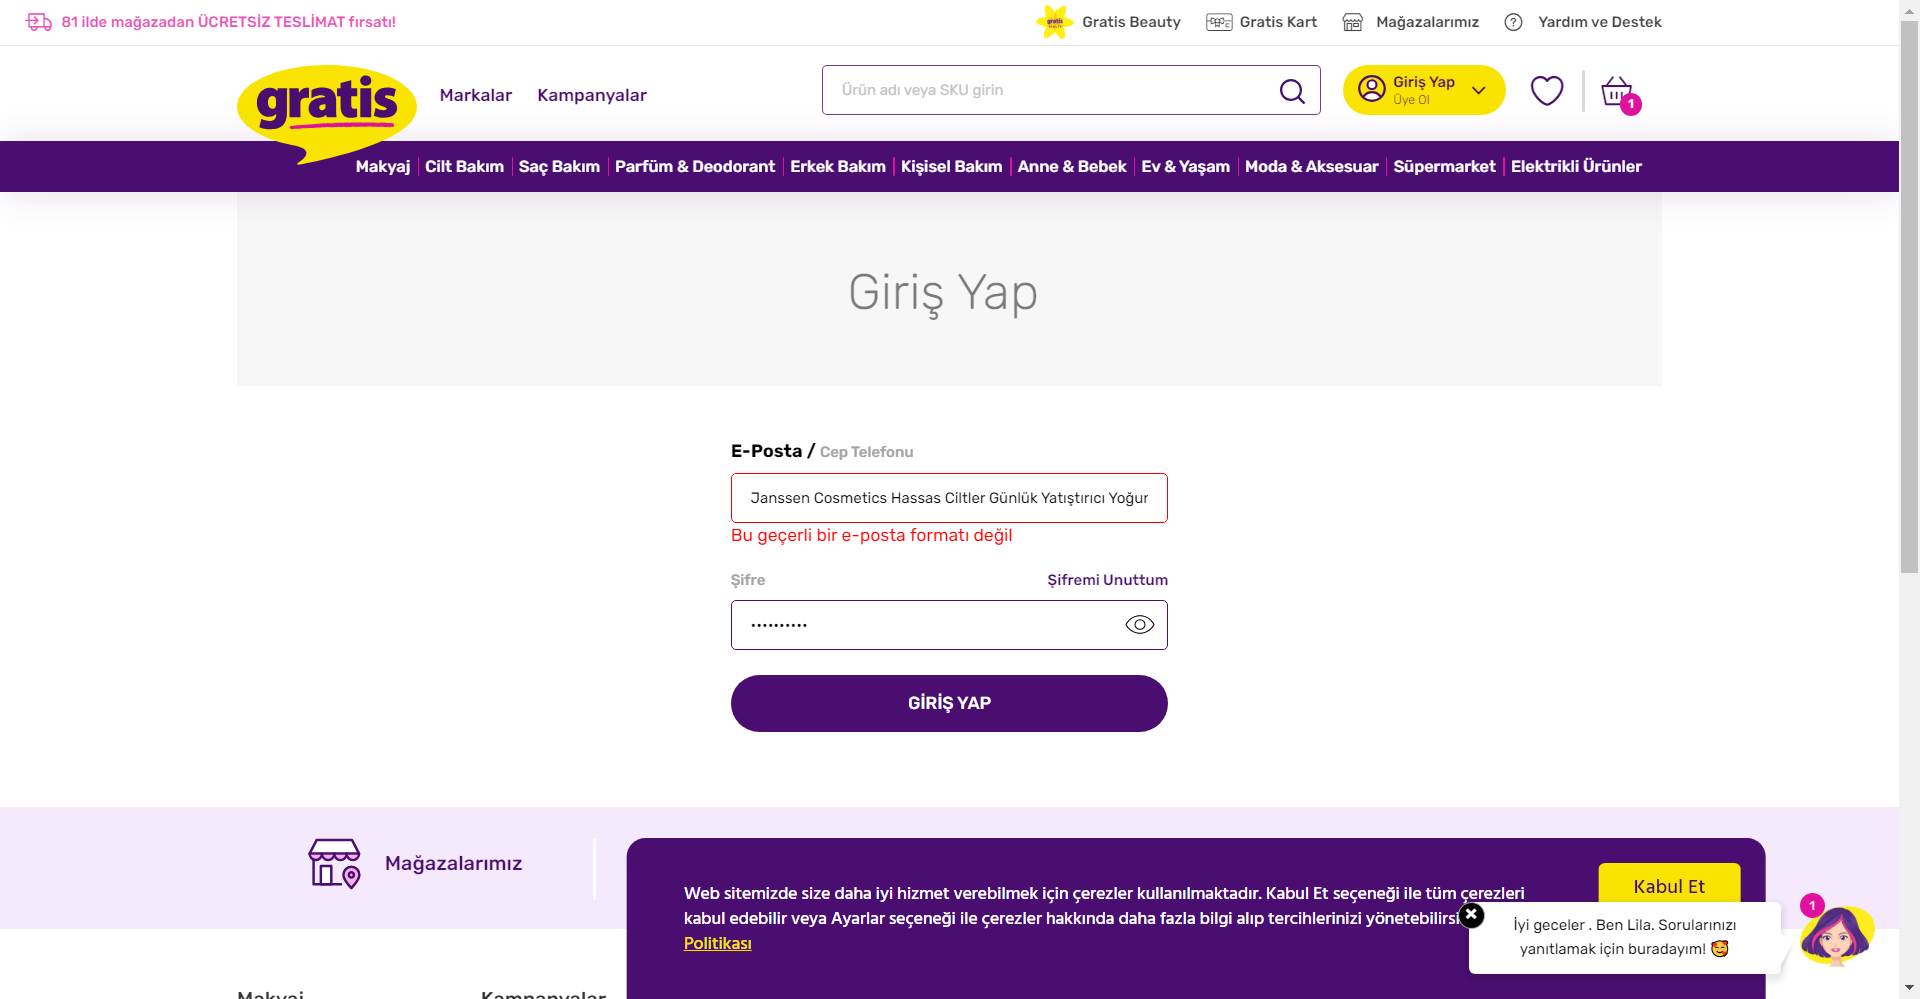 81 ilde mağazadan ÜCRETSİZ TESLİMAT fırsatı!
Gratis Beauty
Gratis Kart
Mağazalarımız
Yardım ve Destek
gratis
Markalar
Kampanyalar
Ürün adı veya SKU girin
Giriş Yap
Üye Ol
1
Makyaj | Cilt Bakım | Saç Bakım | Parfüm & Deodorant | Erkek Bakım | Kişisel Bakım | Anne & Bebek | Ev & Yaşam | Moda & Aksesuar | Süpermarket | Elektrikli Ürünler
Giriş Yap
E-Posta / Cep Telefonu
Janssen Cosmetics Hassas Ciltler Günlük Yatıştırıcı Yoğur
Bu geçerli bir e-posta formatı değil
Şifre
Şifremi Unuttum
GİRİŞ YAP
Mağazalarımız
Web sitemizde size daha iyi hizmet verebilmek için çerezler kullanılmaktadır. Kabul Et seçeneği ile tüm çerezleri
kabul edebilir veya Ayarlar seçeneği ile çerezler hakkında daha fazla bilgi alıp tercihlerinizi yönetebilirsi
Politikası
Kabul Et
İyi geceler . Ben Lila. Sorularınızı
yanıtlamak için buradayım! 🥰
1
Makyaj
Kampanyalar